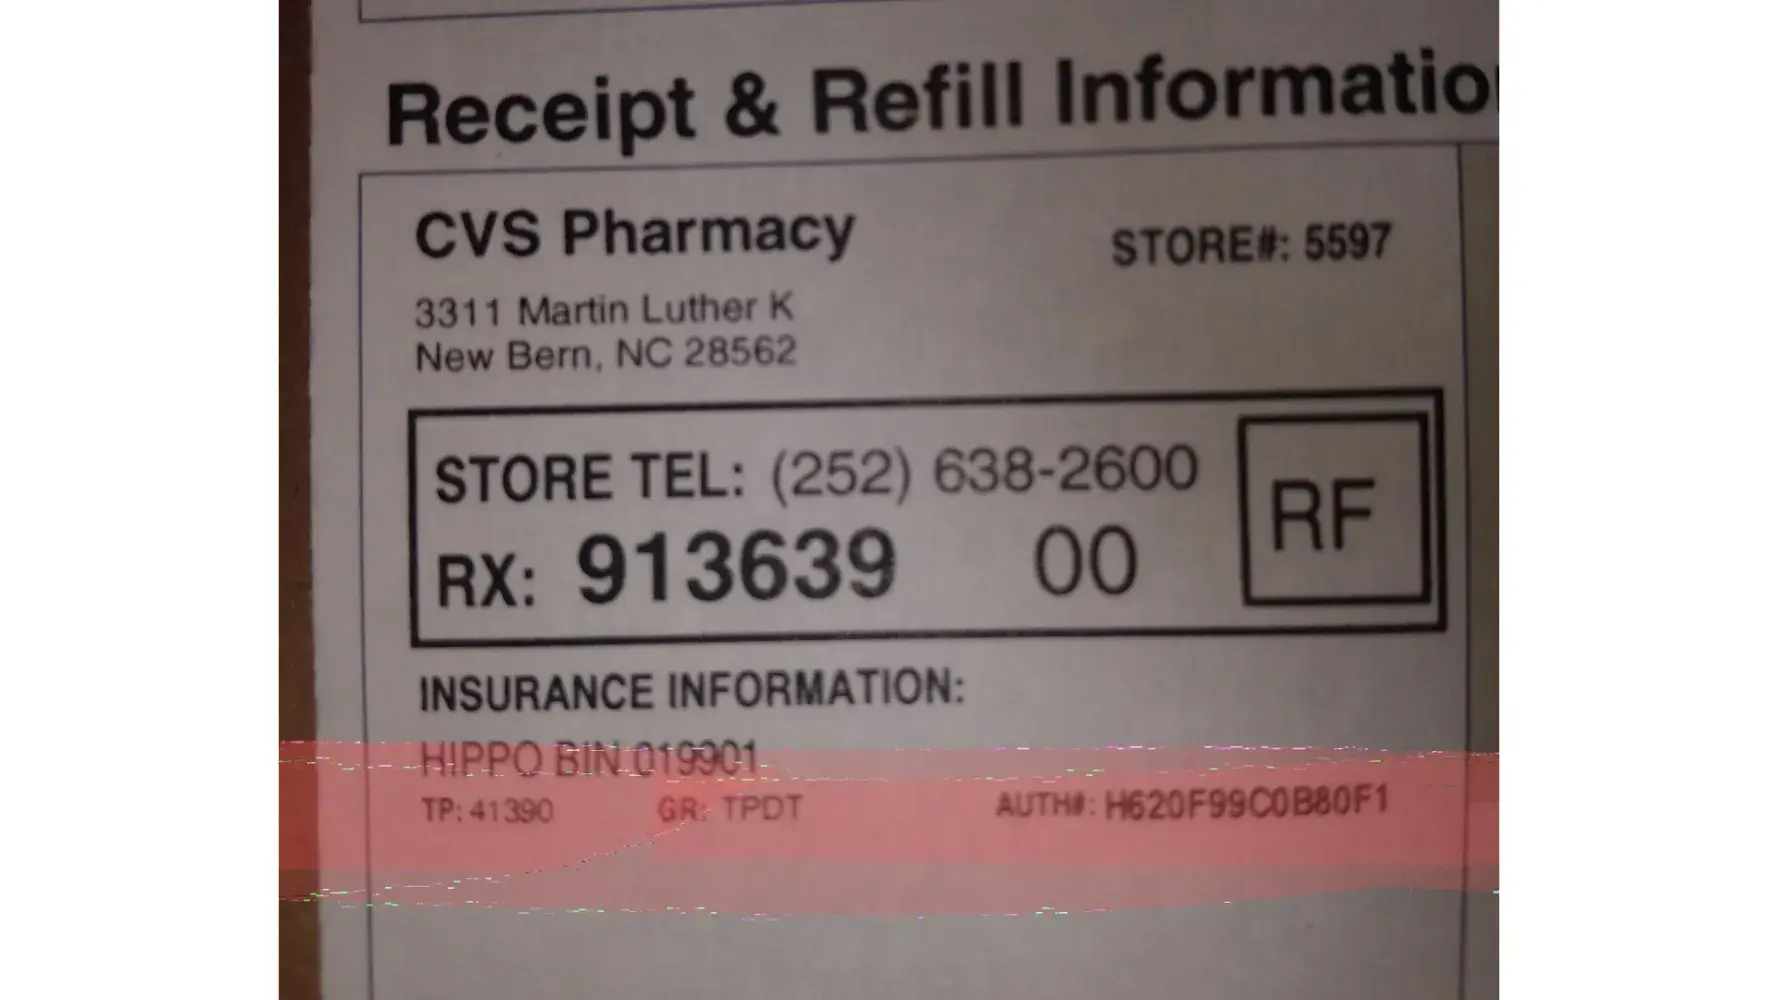 Receipt & Refill Informatio
CVS Pharmacy STORE#: 5597
3311 Martin Luther K
New Bern, NC 28562
STORE TEL: (252) 638-2600 RF
RX: 913639 00
INSURANCE INFORMATION:
HIPPO BIN 019901
TP: 41390 GR: TPDT AUTH#: H620F99C0B80F1